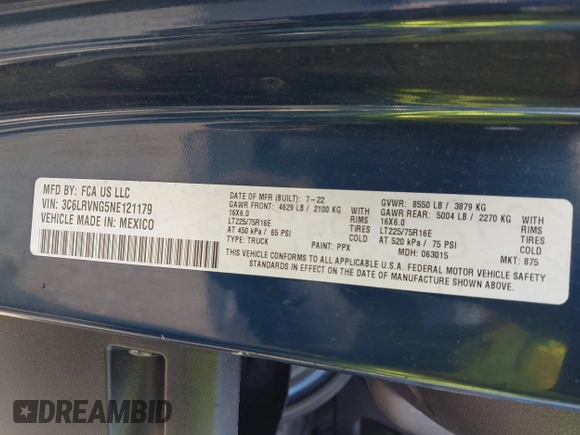 MFD BY: FCA US LLC
VIN: 3C6LRVNG5NE121179
VEHICLE MADE IN: MEXICO
DATE OF MFR (BUILT): 7-22
GAWR FRONT: 4629 LB / 2100 KG
16X6.0 RIMS
LT225/75R16E TIRES
AT 450 kPa / 65 PSI COLD
TYPE: TRUCK PAINT: PPX
GVWR: 8550 LB / 3879 KG
GAWR REAR: 5004 LB / 2270 KG
16X6.0 RIMS
LT225/75R16E TIRES
AT 520 kPa / 75 PSI COLD
MDH: 063015 MKT: 875
THIS VEHICLE CONFORMS TO ALL APPLICABLE U.S.A. FEDERAL MOTOR VEHICLE SAFETY
STANDARDS IN EFFECT ON THE DATE OF MANUFACTURE SHOWN ABOVE.
DREAMBID